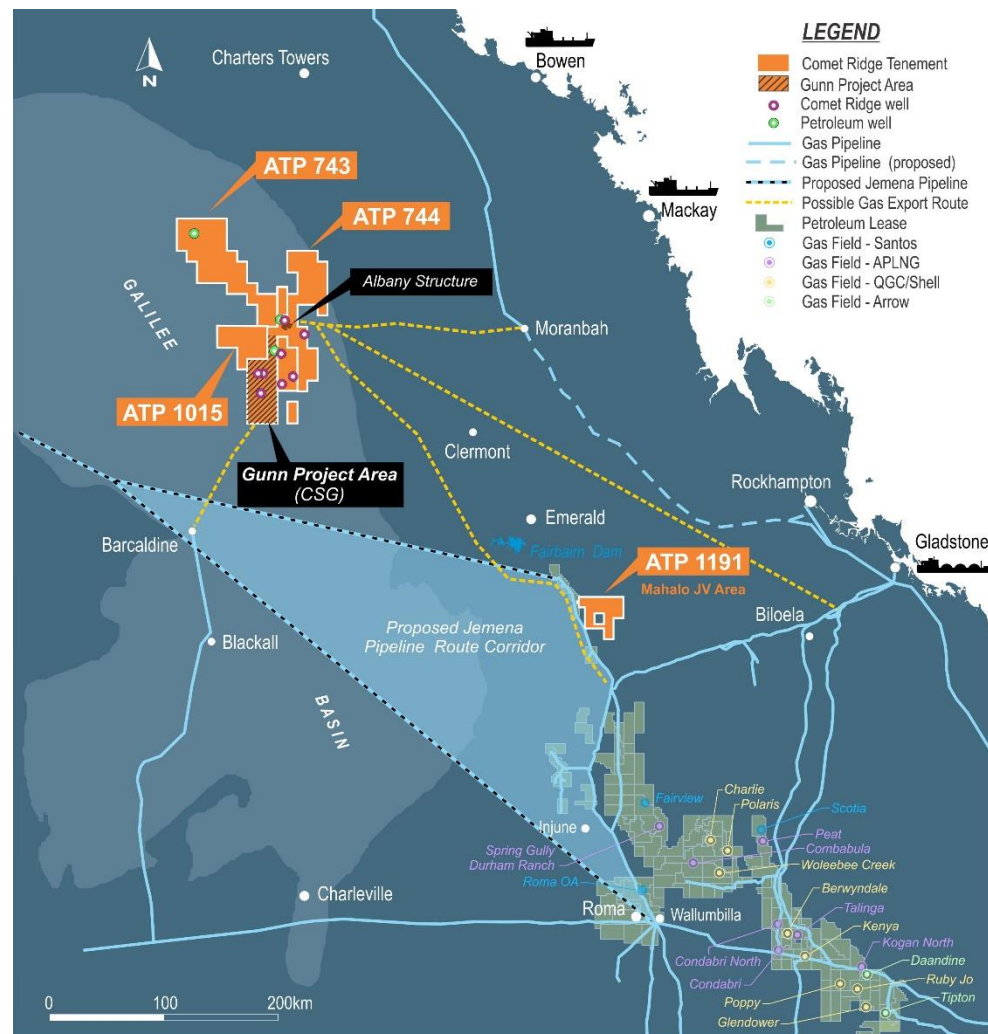 LEGEND
Comet Ridge Tenement
Gunn Project Area
Comet Ridge well
Petroleum well
Gas Pipeline
Gas Pipeline (proposed)
Proposed Jemena Pipeline
Possible Gas Export Route
Petroleum Lease
Gas Field - Santos
Gas Field - APLNG
Gas Field - QGC/Shell
Gas Field - Arrow
N
Charters Towers
Bowen
Mackay
ATP 743
ATP 744
Albany Structure
GALILEE
Moranbah
ATP 1015
Clermont
Gunn Project Area
(CSG)
Rockhampton
Emerald
Barcaldine
Fairbairn Dam
Gladstone
ATP 1191
Mahalo JV Area
Biloela
Blackall
Proposed Jemena
Pipeline Route Corridor
BASIN
Charlie
Polaris
Fairview
Scotia
Injune
Peat
Spring Gully
Durham Ranch
Combabula
Woleebee Creek
Roma OA
Charleville
Berwyndale
Roma
Wallumbilla
Talinga
Kenya
Condabri North
Kogan North
Condabri
Daandine
Poppy
Ruby Jo
Glendower
Tipton
0 100 200km